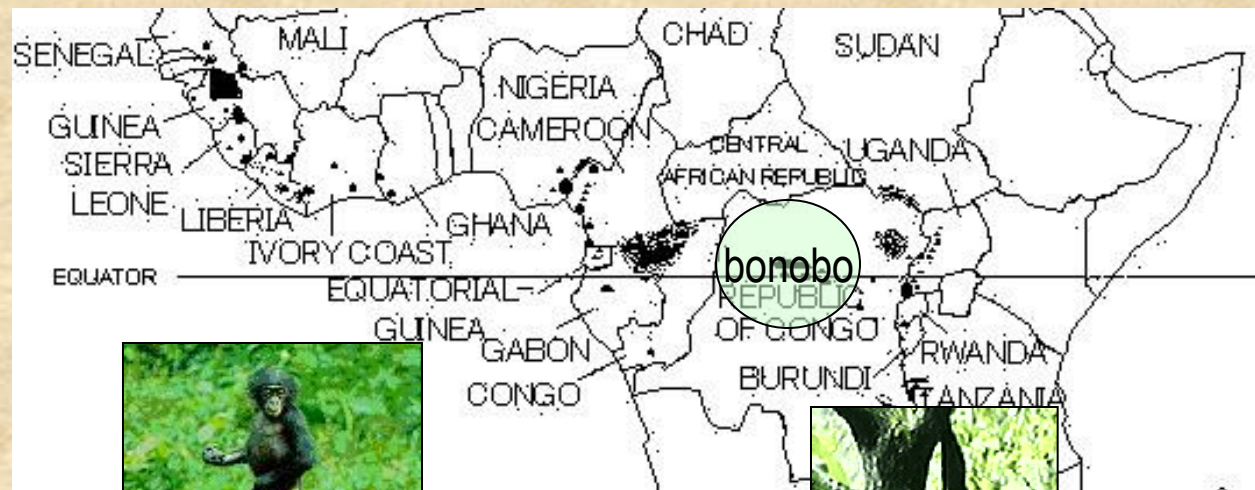 SENEGAL
MALI
CHAD
SUDAN
NIGERIA
GUINEA
CAMEROON
SIERRA
LEONE
CENTRAL
AFRICAN REPUBLIC
UGANDA
LIBERIA
GHANA
IVORY COAST
bonobo
EQUATOR
EQUATORIAL
GUINEA
REPUBLIC
OF CONGO
GABON
RWANDA
CONGO
BURUNDI
TANZANIA